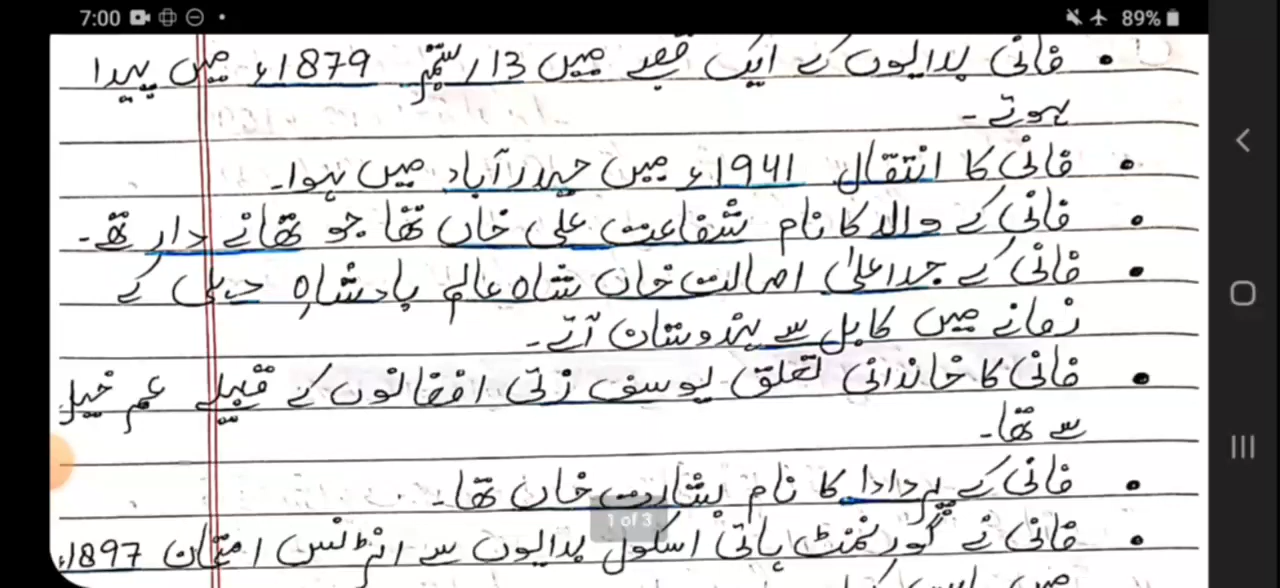 7:00
89%
فانی بدایوں کے ایک قصبے میں 13 ستمبر 1879ء میں پیدا
ہوئے۔
فانی کا انتقال 1941ء میں حیدرآباد میں ہوا۔
فانی کے والد کا نام شفاعت علی خاں تھا جو تھانے دار تھے۔
فانی کے جداعلیٰ اصالت خان شاہ عالم بادشاہ دہلی کے
زمانے میں کابل سے ہندوستان آئے۔
فانی کا خاندانی تعلق یوسف زئی افغانوں کے قبیلے عمر خیل
سے تھا۔
فانی کے پردادا کا نام بشارت خان تھا۔
1 of 3
فانی نے گورنمنٹ ہائی اسکول بدایوں سے انٹرنس امتحان 1897ء
میں